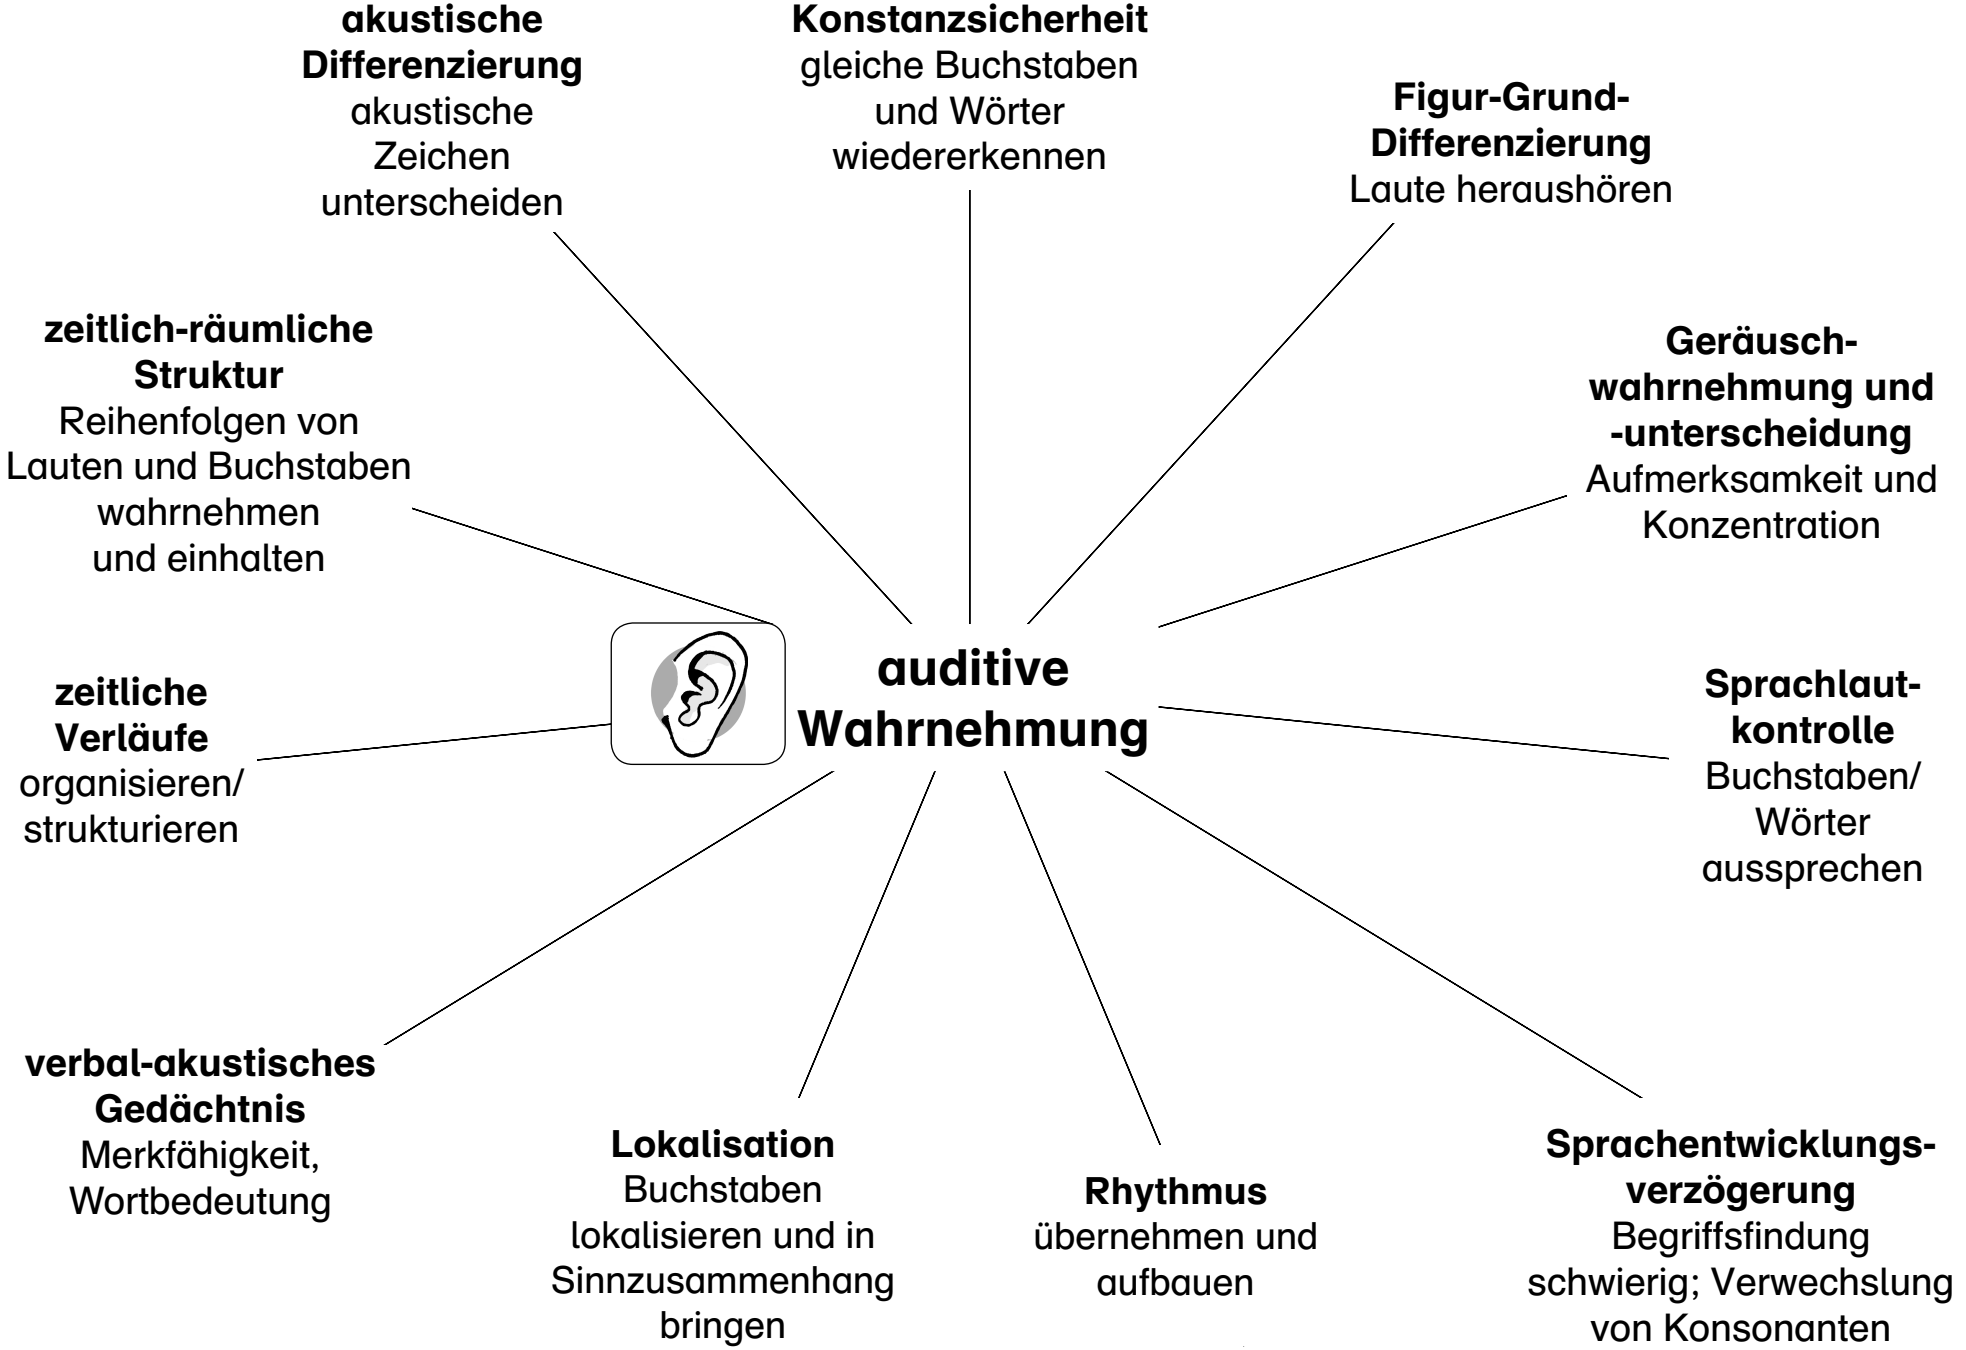 akustische
Differenzierung
akustische
Zeichen
unterscheiden
Konstanzsicherheit
gleiche Buchstaben
und Wörter
wiedererkennen
Figur-Grund-
Differenzierung
Laute heraushören
zeitlich-räumliche
Struktur
Reihenfolgen von
Lauten und Buchstaben
wahrnehmen
und einhalten
Geräusch-
wahrnehmung und
-unterscheidung
Aufmerksamkeit und
Konzentration
auditive
Wahrnehmung
zeitliche
Verläufe
organisieren/
strukturieren
Sprachlaut-
kontrolle
Buchstaben/
Wörter
aussprechen
verbal-akustisches
Gedächtnis
Merkfähigkeit,
Wortbedeutung
Lokalisation
Buchstaben
lokalisieren und in
Sinnzusammenhang
bringen
Rhythmus
übernehmen und
aufbauen
Sprachentwicklungs-
verzögerung
Begriffsfindung
schwierig; Verwechslung
von Konsonanten